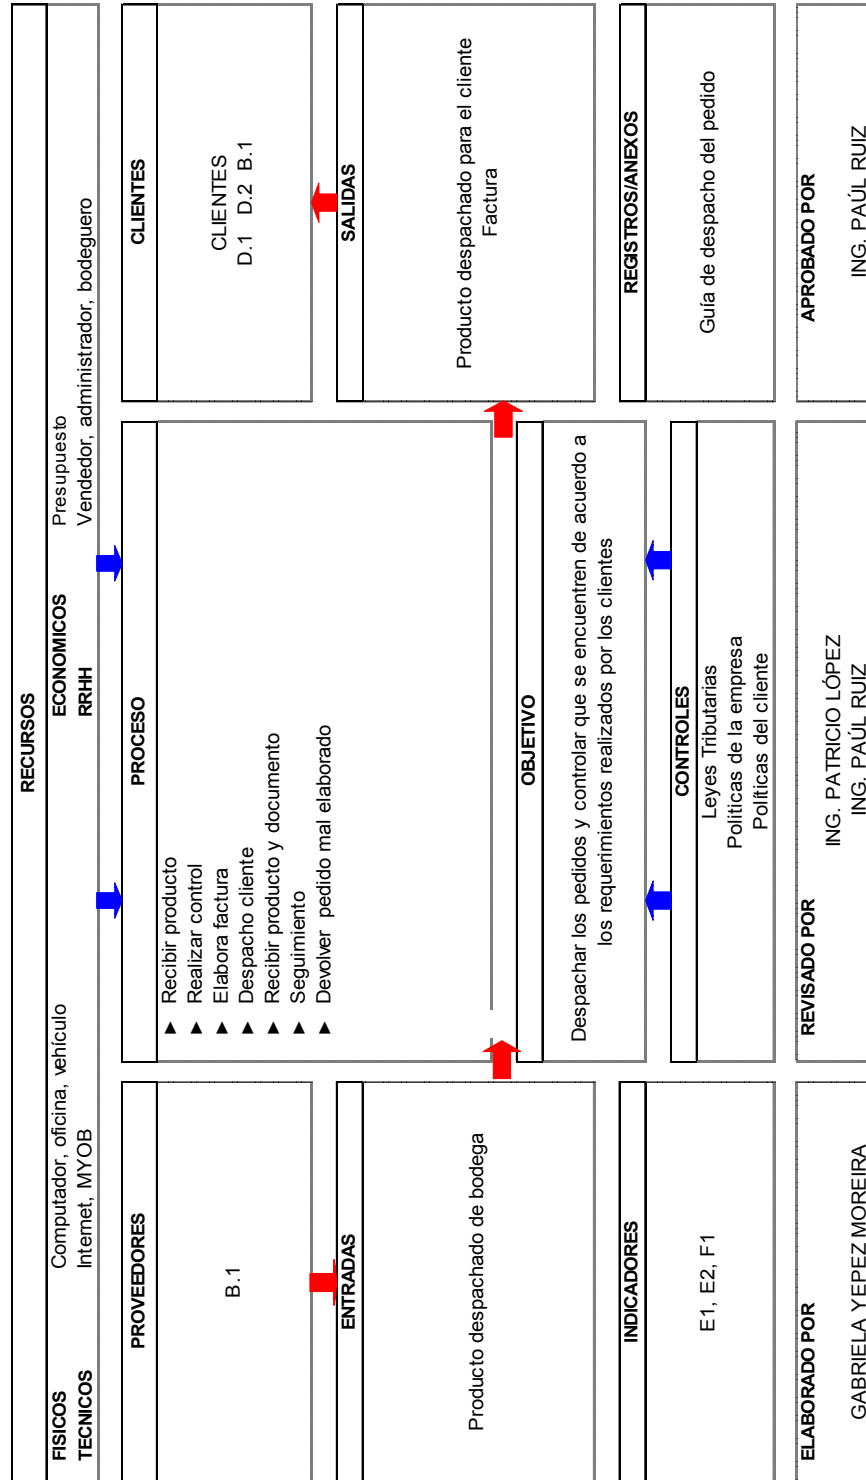 RECURSOS
FISICOS Computador, oficina, vehículo ECONOMICOS Presupuesto
TECNICOS Internet, MYOB RRHH Vendedor, administrador, bodeguero
PROVEEDORES
B.1
ENTRADAS
Producto despachado de bodega
INDICADORES
E1, E2, F1
PROCESO
▲ Recibir producto
▲ Realizar control
▲ Elabora factura
▲ Despacho cliente
▲ Recibir producto y documento
▲ Seguimiento
▲ Devolver pedido mal elaborado
OBJETIVO
Despachar los pedidos y controlar que se encuentren de acuerdo a
los requerimientos realizados por los clientes
CONTROLES
Leyes Tributarias
Politicas de la empresa
Políticas del cliente
CLIENTES
CLIENTES
D.1 D.2 B.1
SALIDAS
Producto despachado para el cliente
Factura
REGISTROS/ANEXOS
Guía de despacho del pedido
ELABORADO POR
GABRIELA YEPEZ MOREIRA
REVISADO POR
ING. PATRICIO LÓPEZ
ING. PAÚL RUIZ
APROBADO POR
ING. PAÚL RUIZ